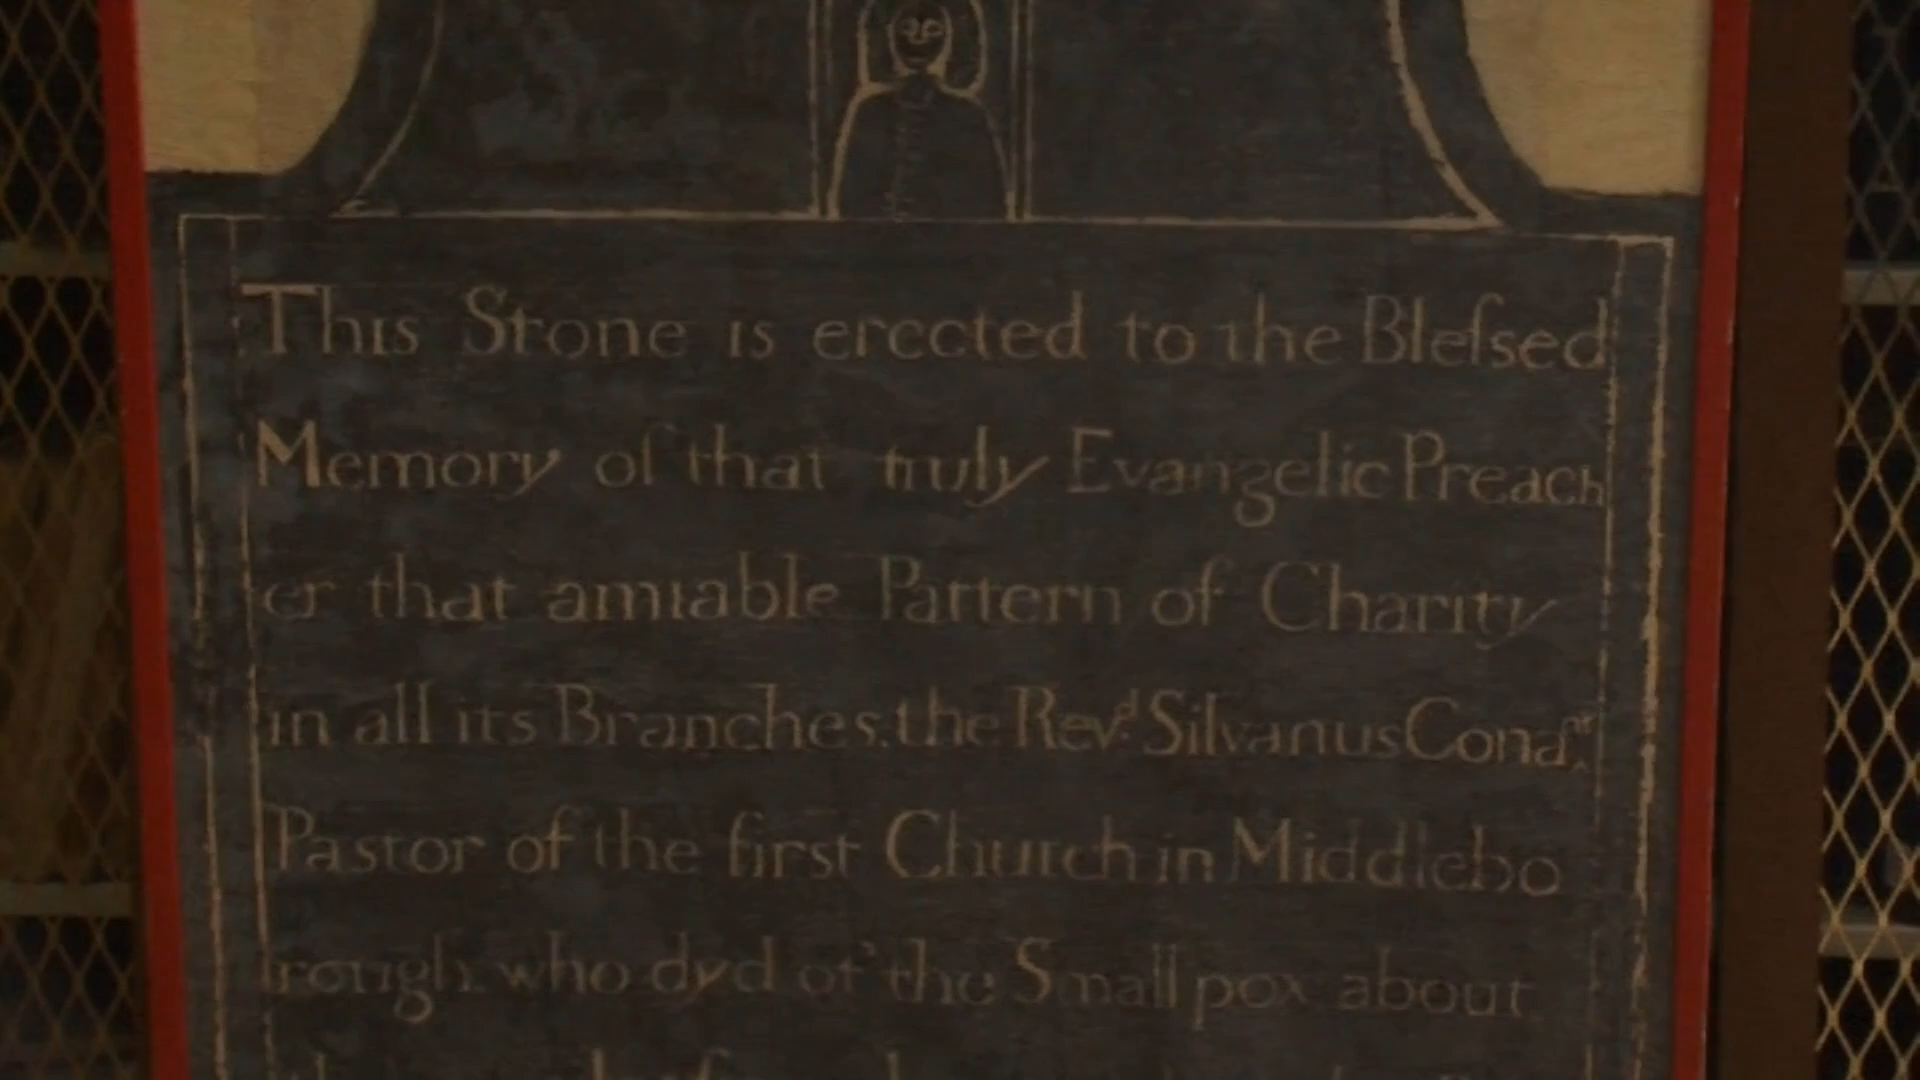 This Stone is erected to the Bleſsed
Memory of that truly Evangelic Preach
er that amiable Pattern of Charity
in all its Branches, the Revᵈ. Silvanus Conaⁿᵗ
Pastor of the first Church in Middlebo
rough. who dyd of the Small pox about